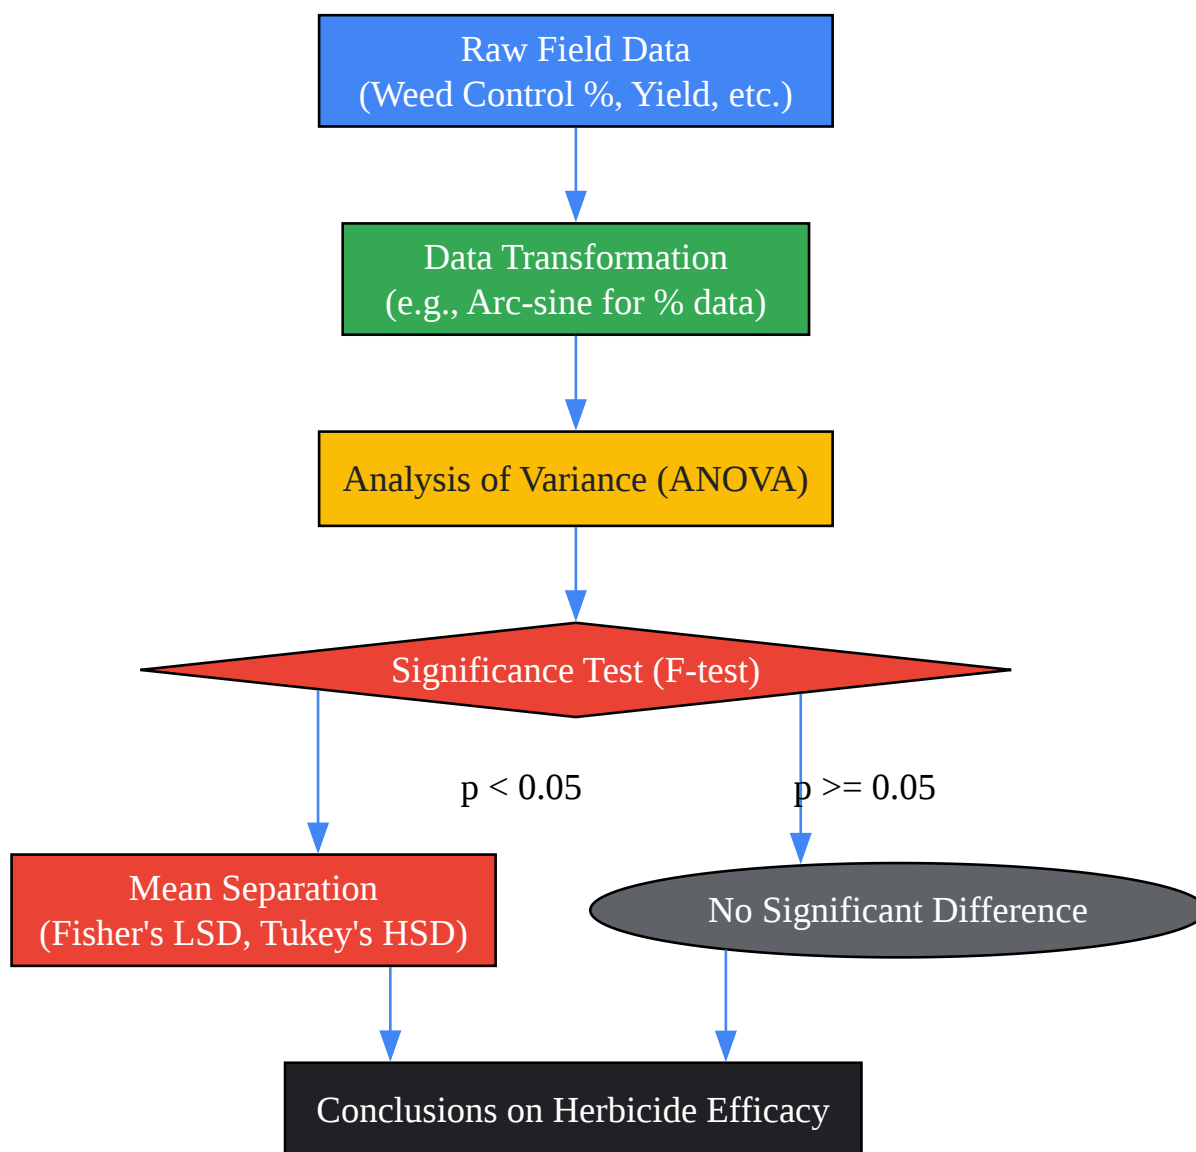 Raw Field Data
(Weed Control %, Yield, etc.)
Data Transformation
(e.g., Arc-sine for % data)
Analysis of Variance (ANOVA)
Significance Test (F-test)
p < 0.05
p >= 0.05
Mean Separation
(Fisher's LSD, Tukey's HSD)
No Significant Difference
Conclusions on Herbicide Efficacy